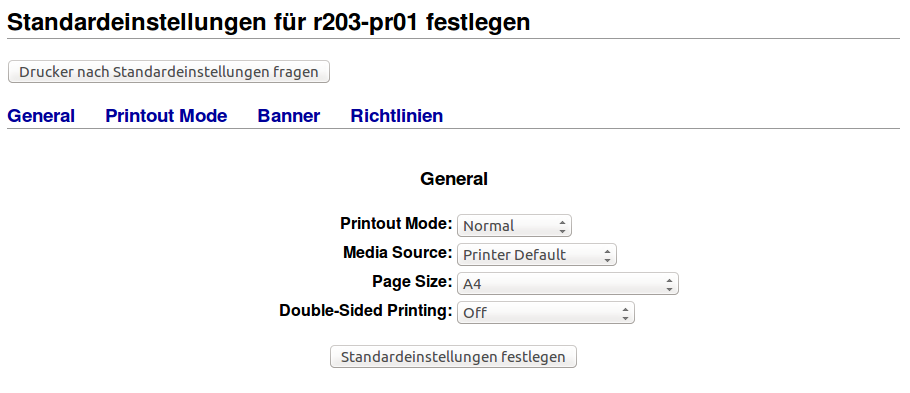 Standardeinstellungen für r203-pr01 festlegen
Drucker nach Standardeinstellungen fragen
General Printout Mode Banner Richtlinien
General
Printout Mode: Normal
Media Source: Printer Default
Page Size: A4
Double-Sided Printing: Off
Standardeinstellungen festlegen